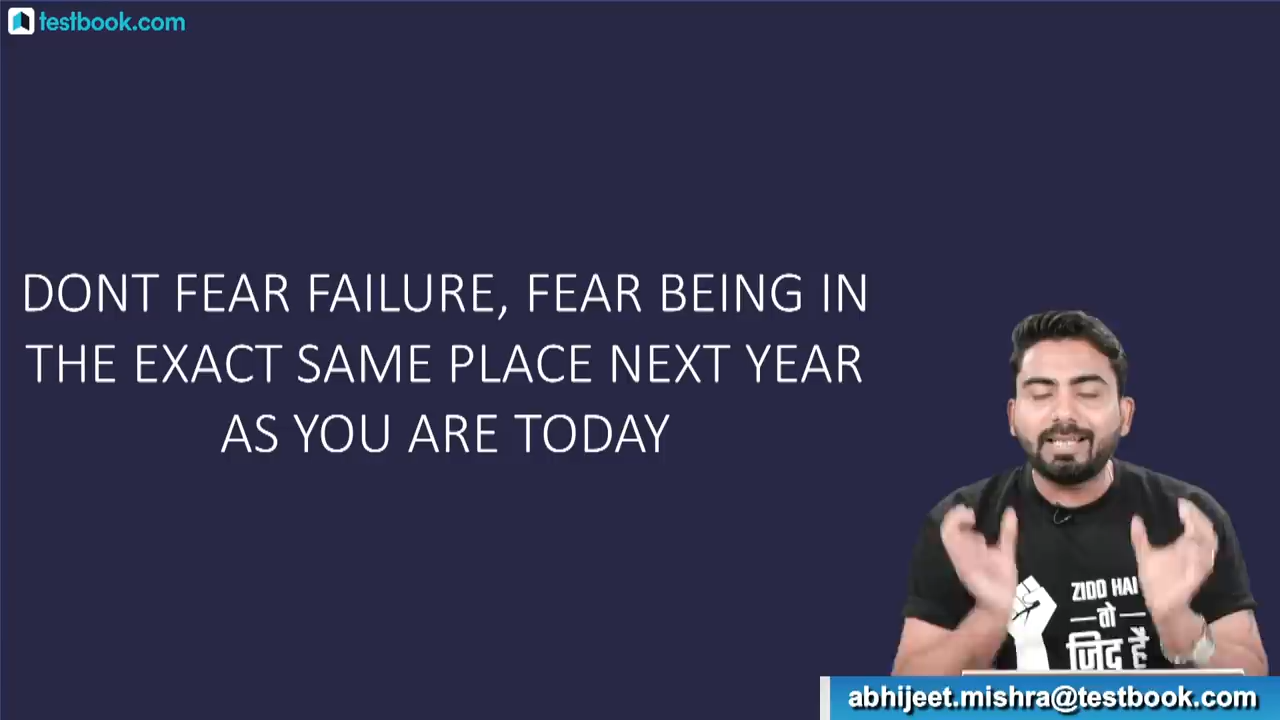 testbook.com
DONT FEAR FAILURE, FEAR BEING IN
THE EXACT SAME PLACE NEXT YEAR
AS YOU ARE TODAY
ZIDD HAI
तो
जिद है
abhijeet.mishra@testbook.com